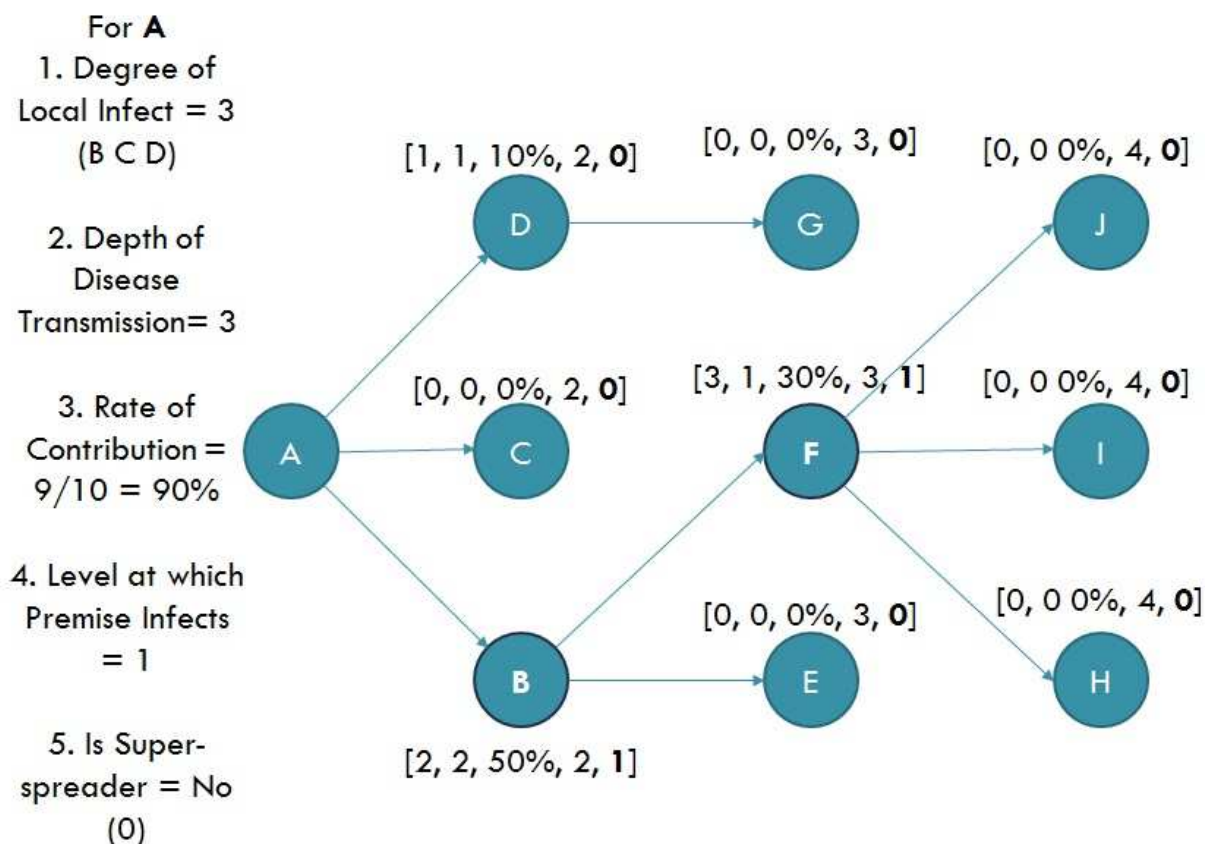 For A
1. Degree of
Local Infect = 3
(B C D)
2. Depth of
Disease
Transmission= 3
3. Rate of
Contribution =
9/10 = 90%
4. Level at which
Premise Infects
= 1
5. Is Super-
spreader = No
(0)
[1, 1, 10%, 2, 0]
[0, 0, 0%, 3, 0]
[0, 0 0%, 4, 0]
D
G
J
[0, 0, 0%, 2, 0]
[3, 1, 30%, 3, 1]
[0, 0 0%, 4, 0]
A
C
F
I
[0, 0, 0%, 3, 0]
[0, 0 0%, 4, 0]
B
E
H
[2, 2, 50%, 2, 1]